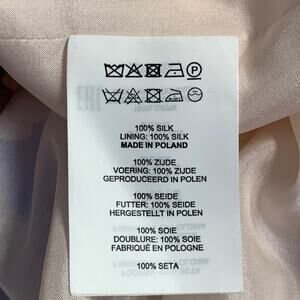 100% SILK
LINING: 100% SILK
MADE IN POLAND
100% ZIJDE
VOERING: 100% ZIJDE
GEPRODUCEERD IN POLEN
100% SEIDE
FUTTER: 100% SEIDE
HERGESTELLT IN POLEN
100% SOIE
DOUBLURE: 100% SOIE
FABRIQUÉ EN POLOGNE
100% SETA